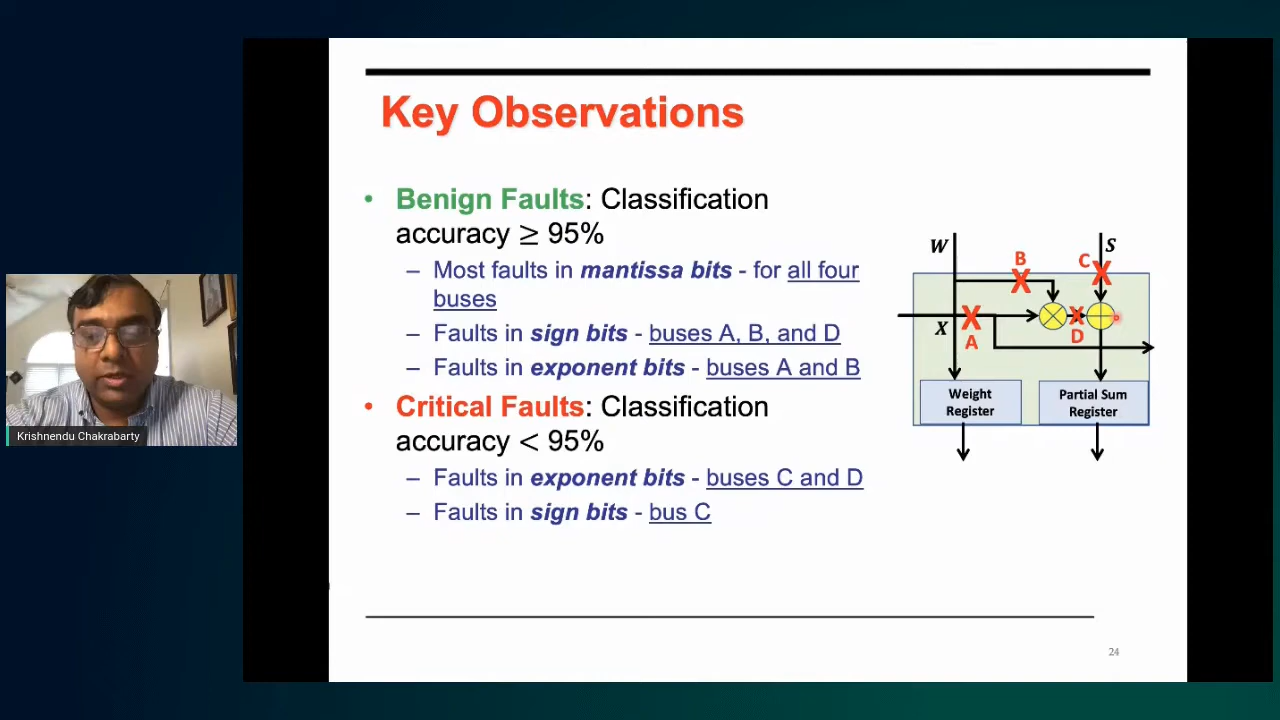 Key Observations
• Benign Faults: Classification
accuracy ≥ 95%
– Most faults in mantissa bits - for all four
buses
– Faults in sign bits - buses A, B, and D
– Faults in exponent bits - buses A and B
• Critical Faults: Classification
accuracy < 95%
– Faults in exponent bits - buses C and D
– Faults in sign bits - bus C
W
S
B
C
X
A
D
Weight
Register
Partial Sum
Register
Krishnendu Chakrabarty
24